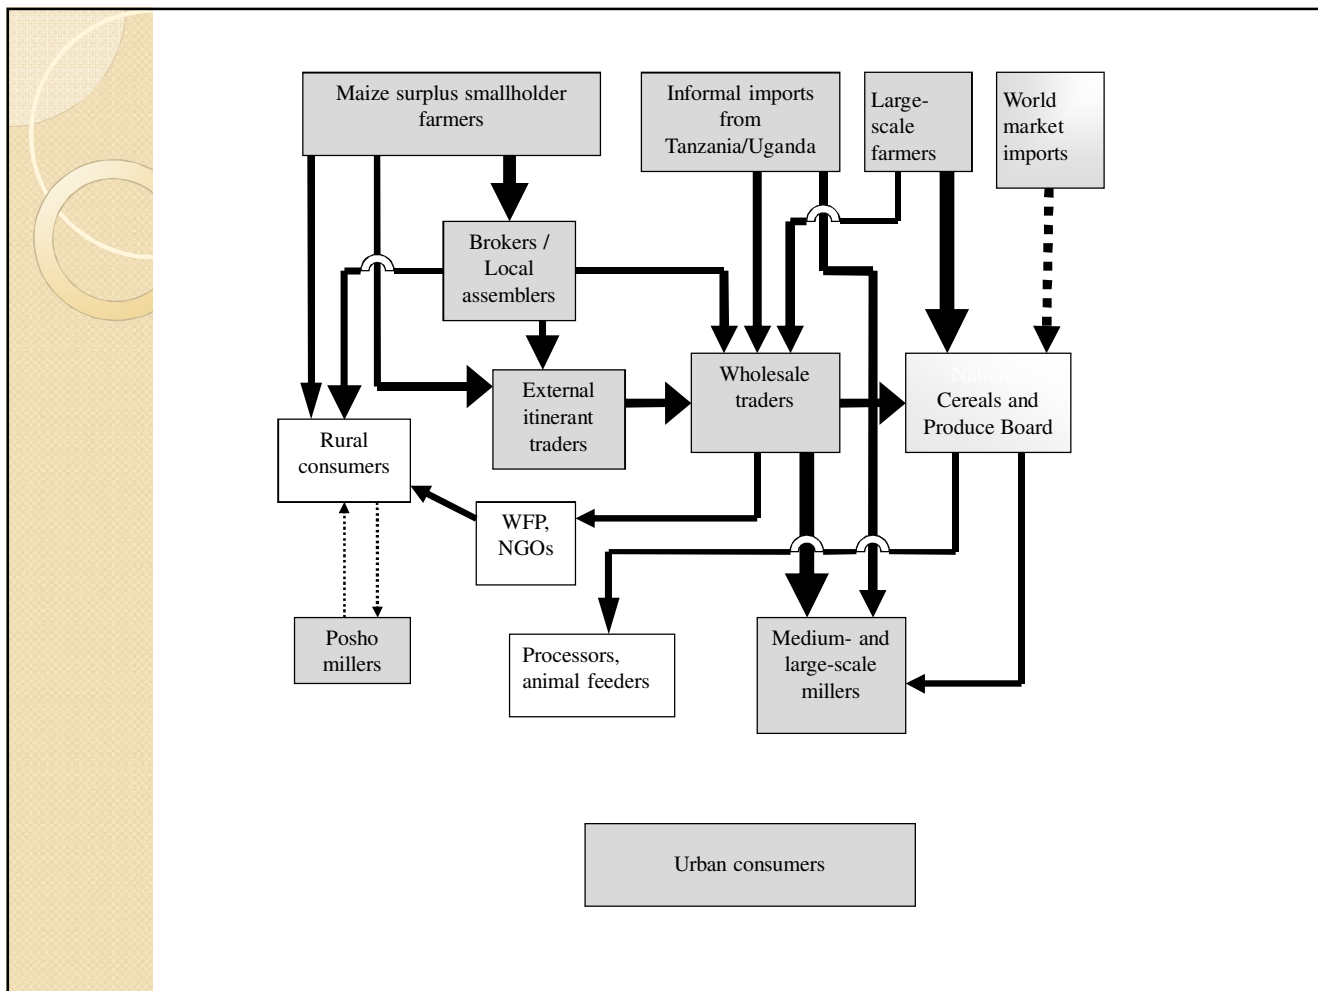 Maize surplus smallholder
farmers
Informal imports
from
Tanzania/Uganda
Large-
scale
farmers
World
market
imports
Brokers /
Local
assemblers
External
itinerant
traders
Wholesale
traders
National
Cereals and
Produce Board
Rural
consumers
WFP,
NGOs
Posho
millers
Processors,
animal feeders
Medium- and
large-scale
millers
Urban consumers